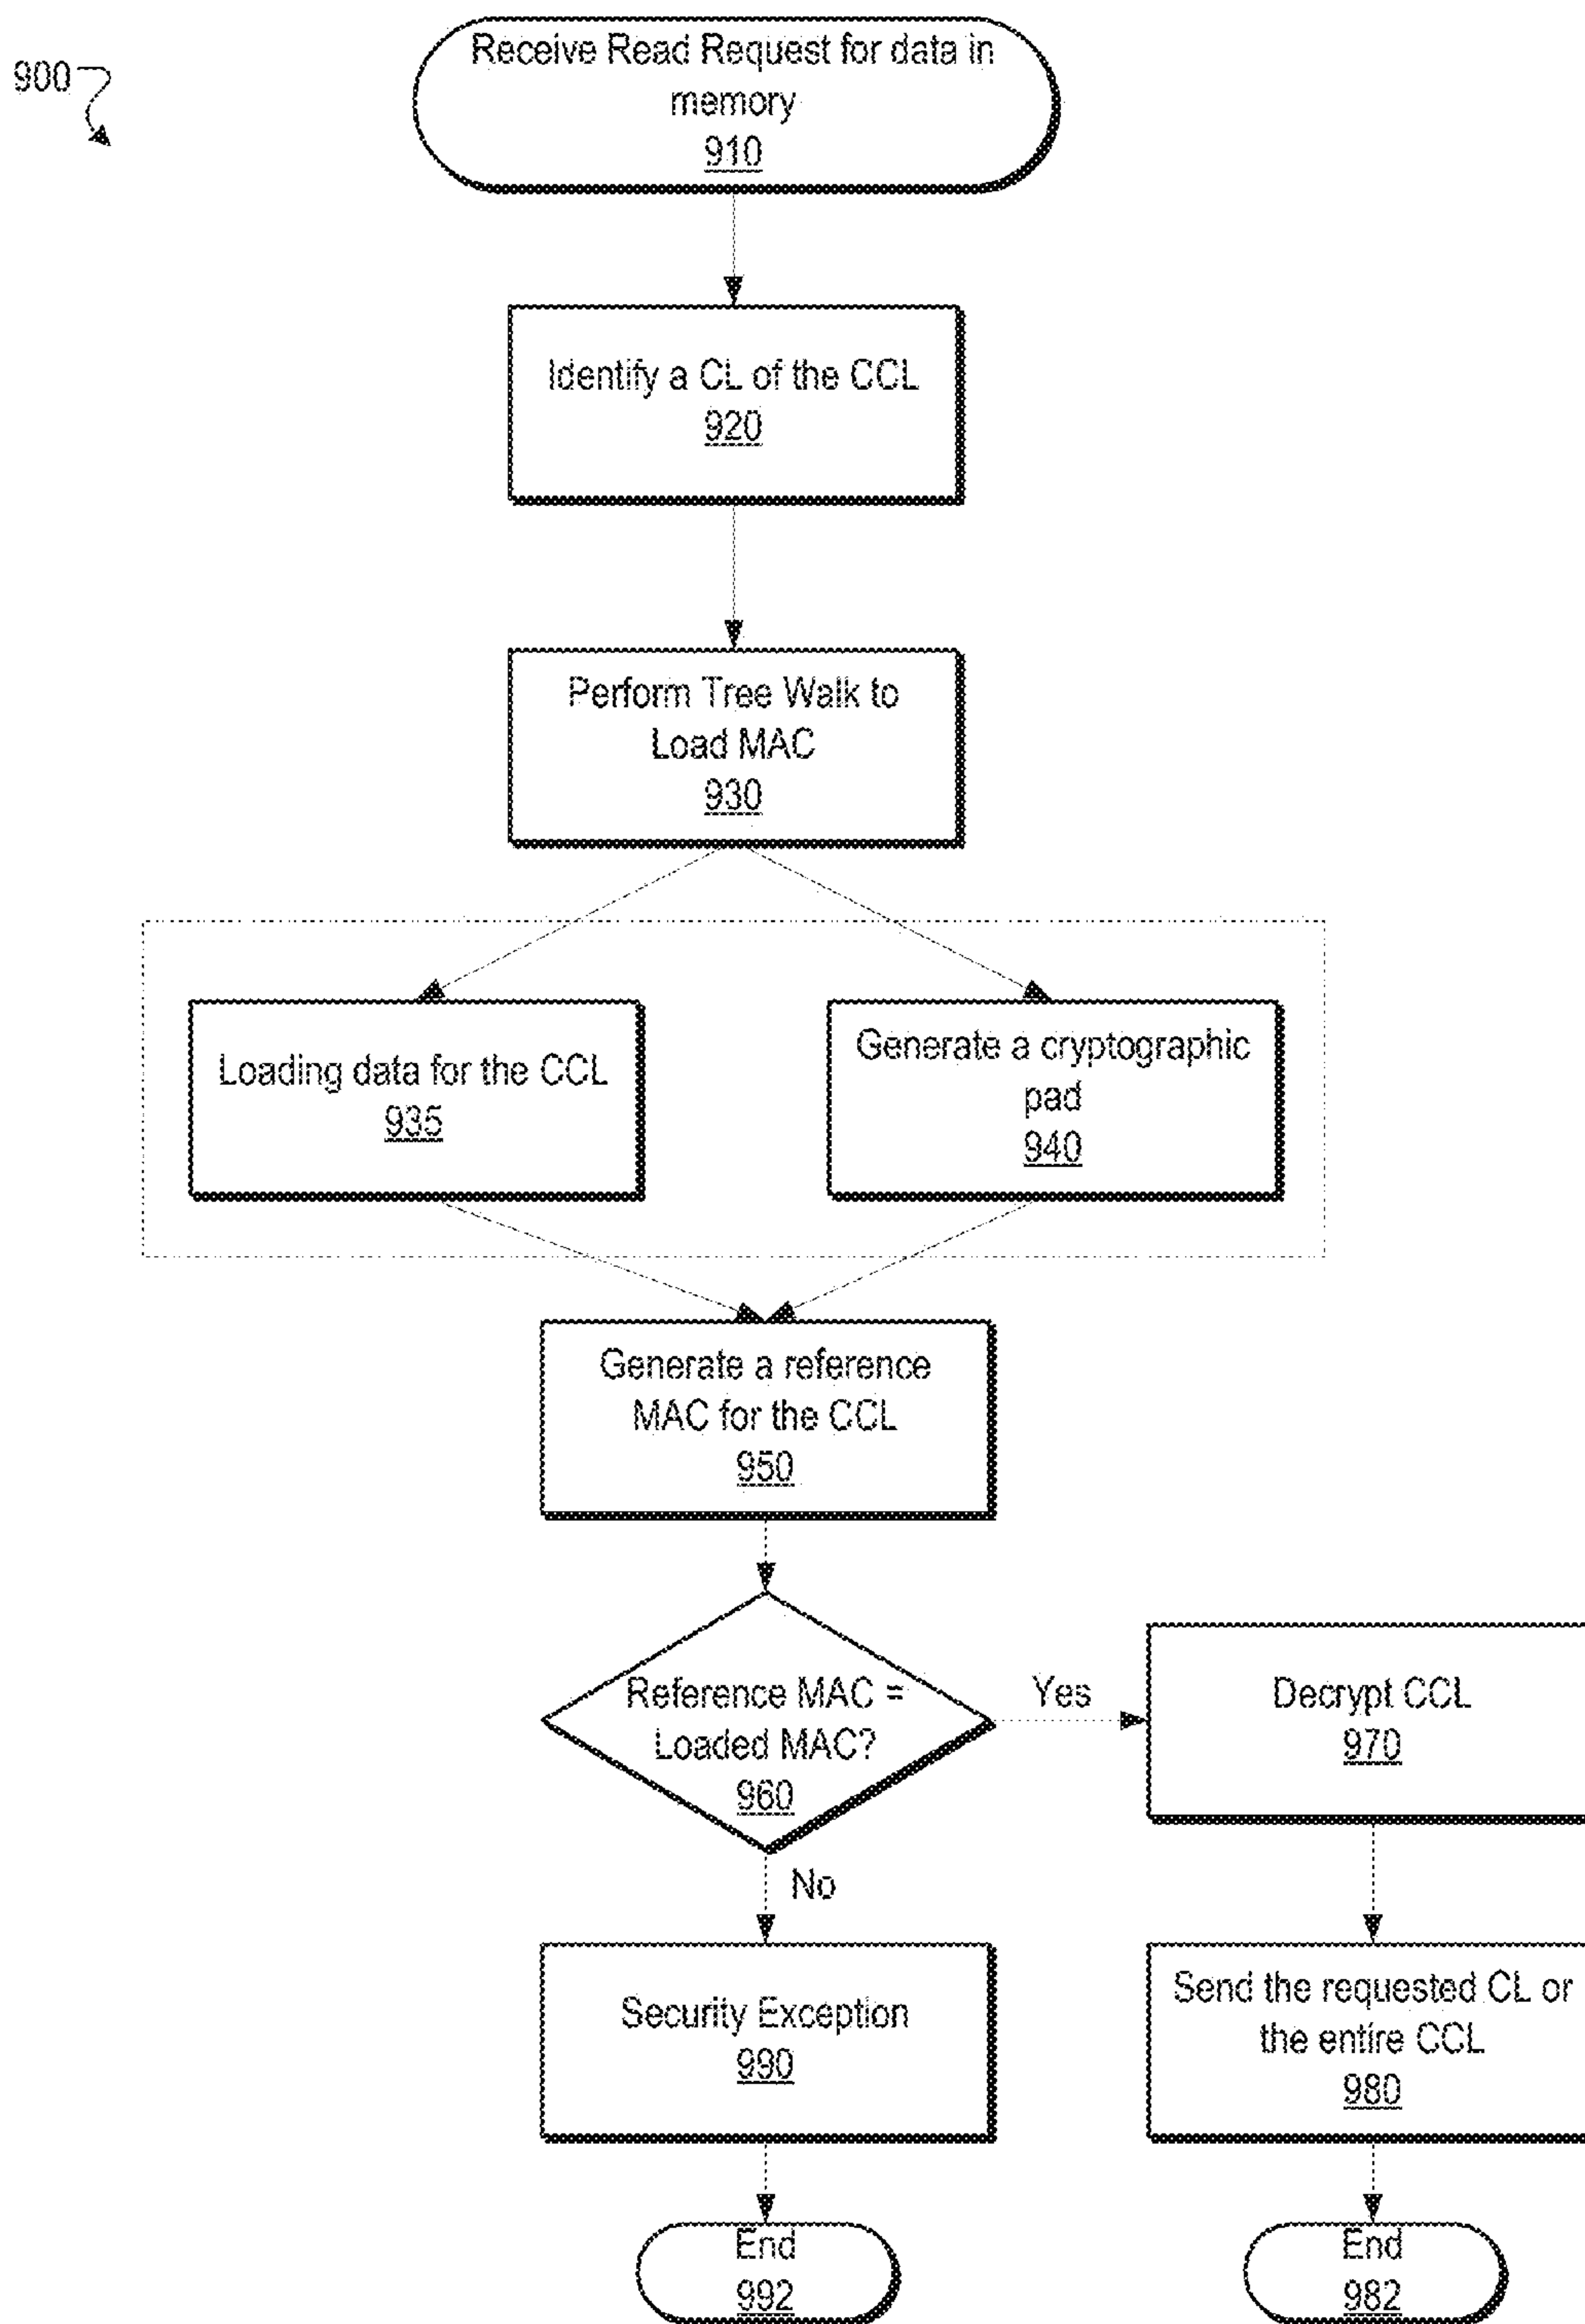 900
Receive Read Request for data in
memory
910
Identify a CL of the CCL
920
Perform Tree Walk to
Load MAC
930
Loading data for the CCL
935
Generate a cryptographic
pad
940
Generate a reference
MAC for the CCL
950
Reference MAC =
Loaded MAC?
960
Yes
Decrypt CCL
970
No
Security Exception
990
Send the requested CL or
the entire CCL
980
End
992
End
982